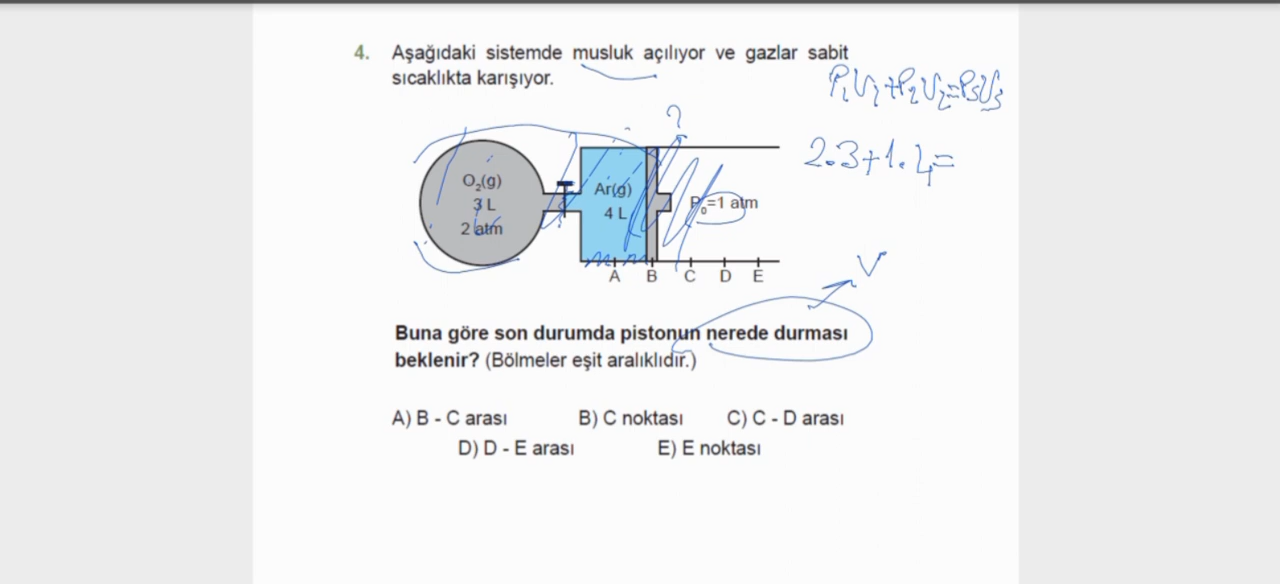 4. Aşağıdaki sistemde musluk açılıyor ve gazlar sabit
sıcaklıkta karışıyor.
P₁V₁+P₂V₂=P₃V₃
2.3+1.4=
?
O₂(g)
3 L
2 atm
Ar(g)
4 L
P₀=1 atm
A B C D E
V
Buna göre son durumda pistonun nerede durması
beklenir? (Bölmeler eşit aralıklıdır.)
A) B - C arası B) C noktası C) C - D arası
D) D - E arası E) E noktası